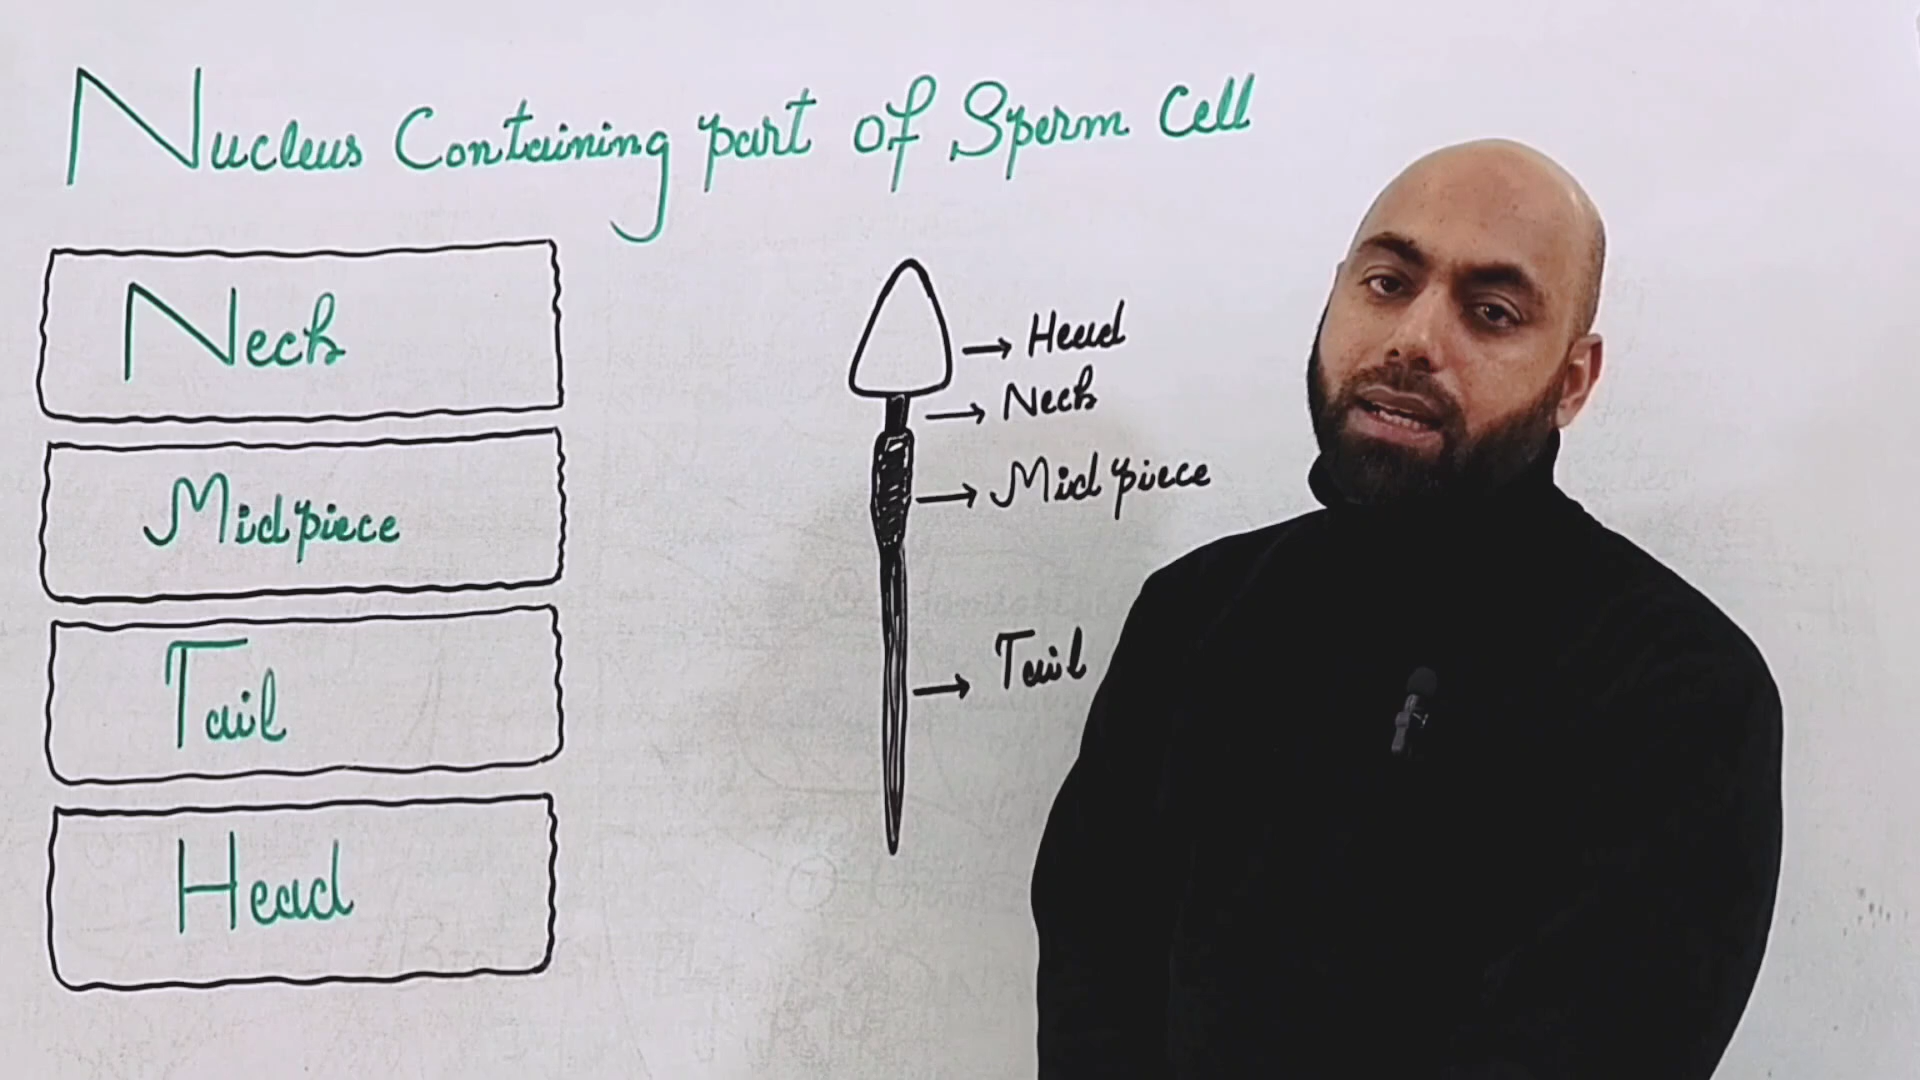 Nucleus Containing part of Sperm Cell
Neck
Midpiece
Tail
Head
Head
Neck
Midpiece
Tail